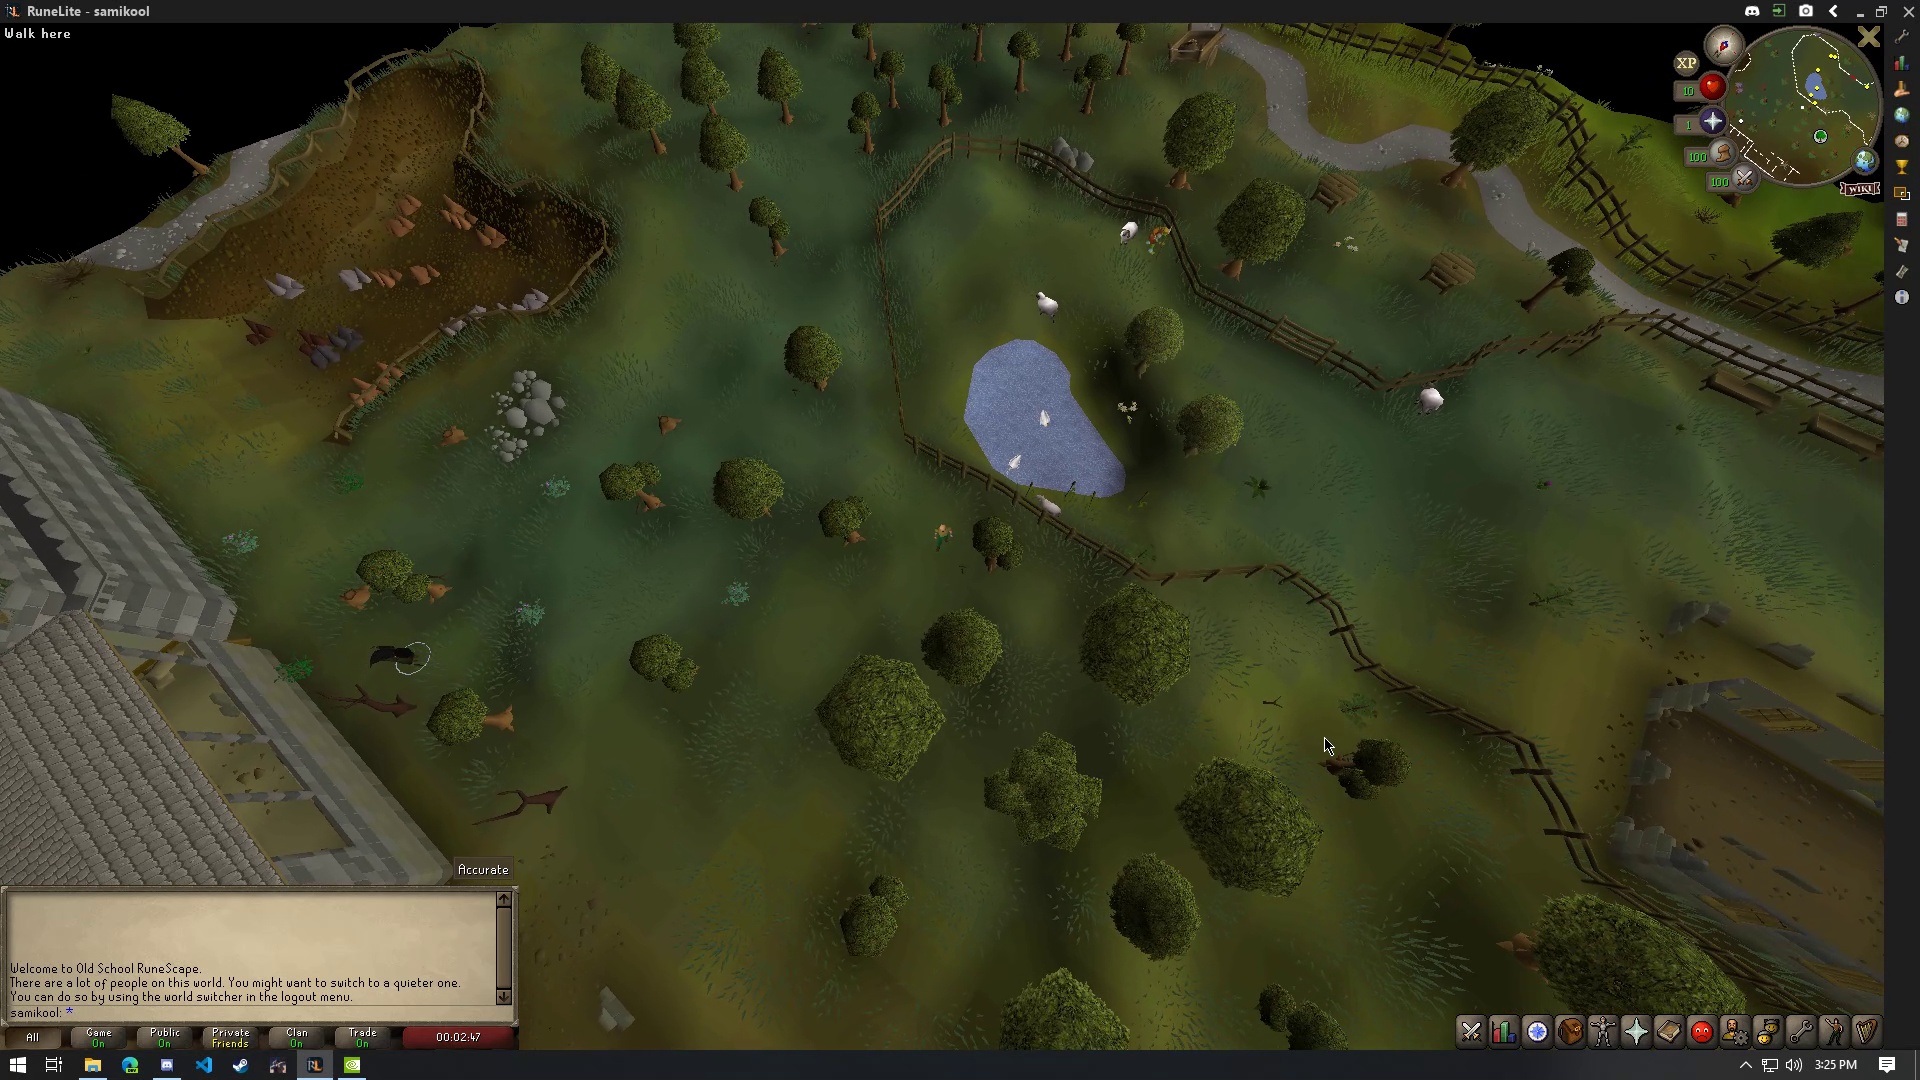 RuneLite - samikool
Walk here
XP
10
1
100
100
WIKI
Accurate
Welcome to Old School RuneScape.
There are a lot of people on this world. You might want to switch to a quieter one.
You can do so by using the world switcher in the logout menu.
samikool: *
All
Game
On
Public
On
Private
Friends
Clan
On
Trade
On
00:02:47
3:25 PM